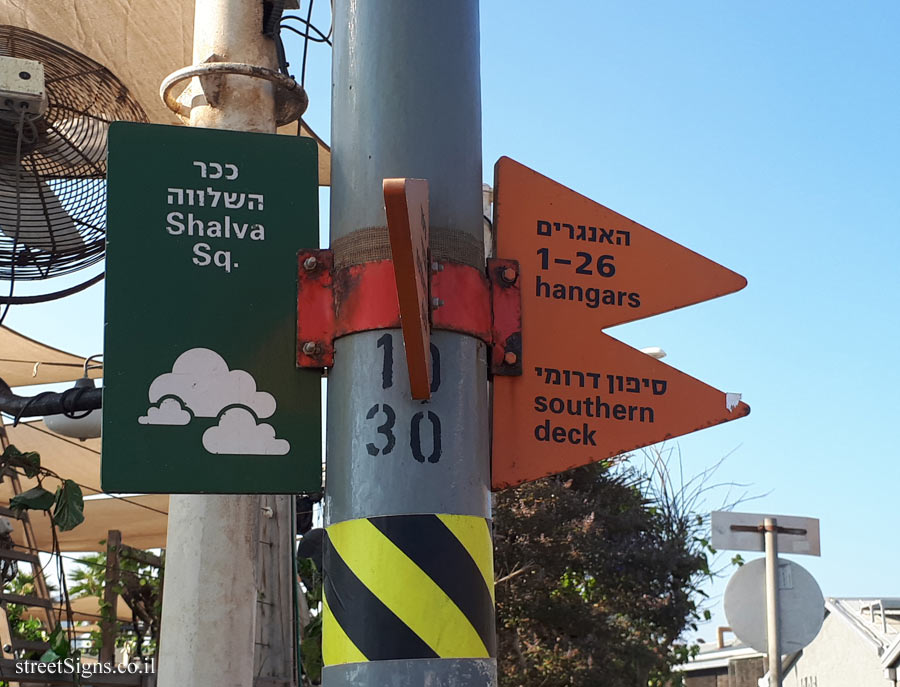 ככר
השלווה
Shalva
Sq.
האנגרים
1–26
hangars
סיפון דרומי
southern
deck
10
30
streetSigns.co.il